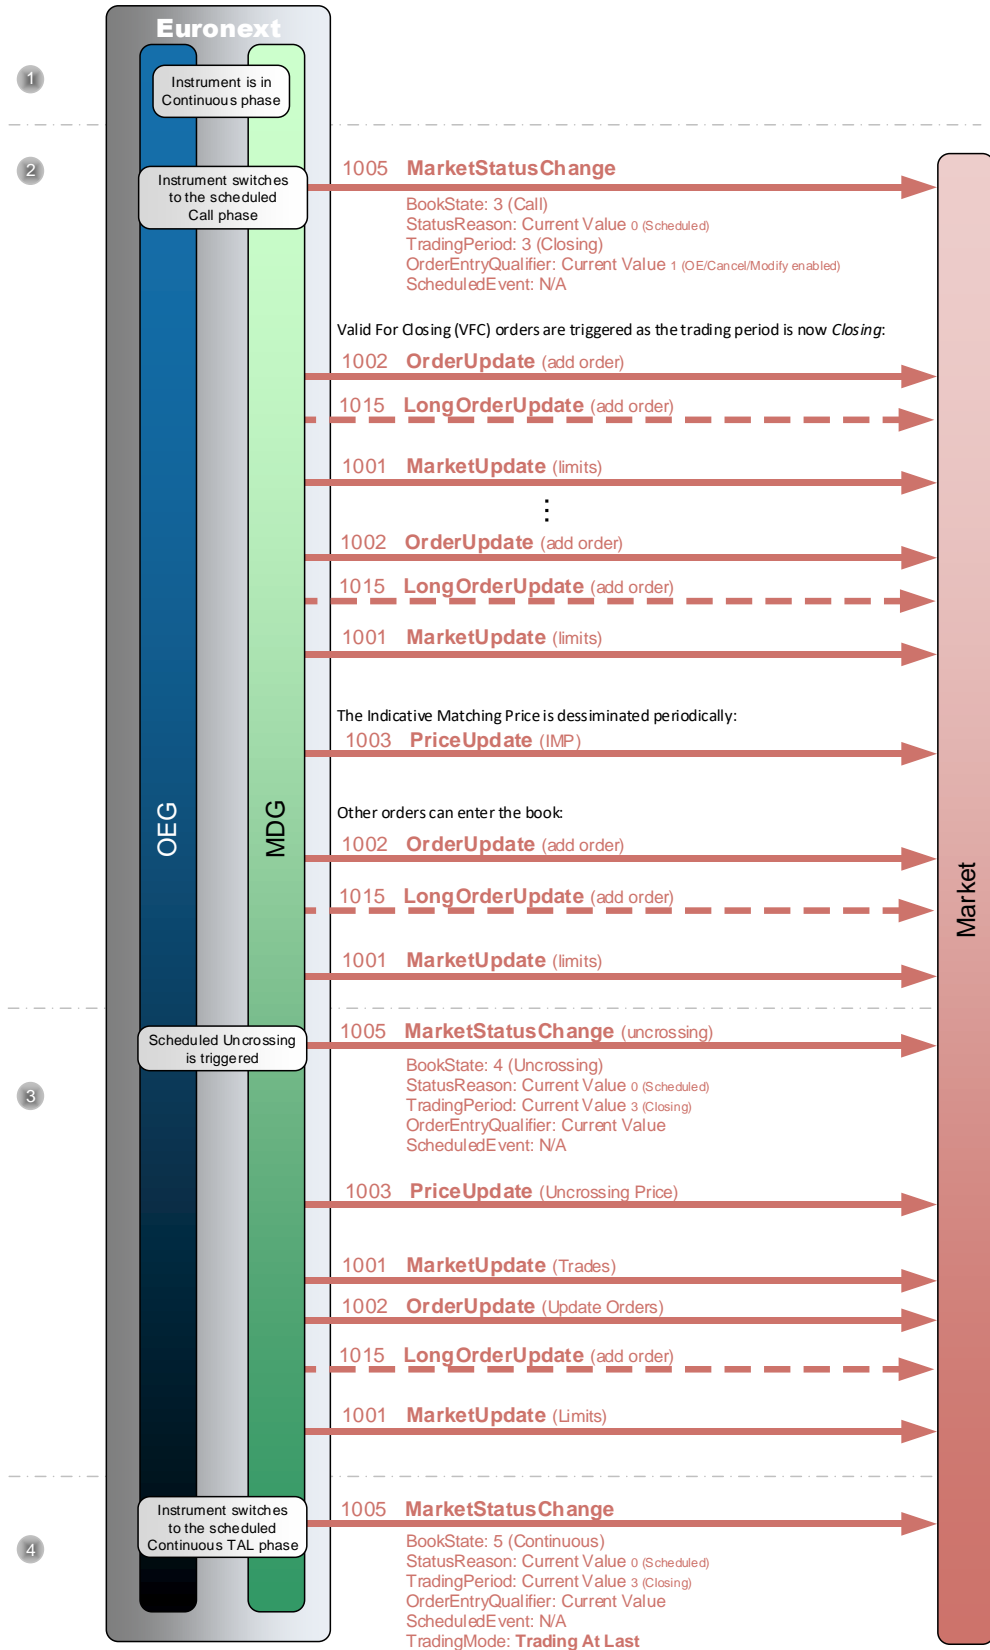 Euronext
1
Instrument is in
Continuous phase
2
Instrument switches
to the scheduled
Call phase
1005 MarketStatusChange
BookState: 3 (Call)
StatusReason: Current Value 0 (Scheduled)
TradingPeriod: 3 (Closing)
OrderEntryQualifier: Current Value 1 (OE/Cancel/Modify enabled)
ScheduledEvent: N/A
Valid For Closing (VFC) orders are triggered as the trading period is now Closing:
1002 OrderUpdate (add order)
1015 LongOrderUpdate (add order)
1001 MarketUpdate (limits)
⋮
1002 OrderUpdate (add order)
1015 LongOrderUpdate (add order)
1001 MarketUpdate (limits)
The Indicative Matching Price is dessiminated periodically:
1003 PriceUpdate (IMP)
Other orders can enter the book:
OEG
MDG
Market
1002 OrderUpdate (add order)
1015 LongOrderUpdate (add order)
1001 MarketUpdate (limits)
3
Scheduled Uncrossing
is triggered
1005 MarketStatusChange (uncrossing)
BookState: 4 (Uncrossing)
StatusReason: Current Value 0 (Scheduled)
TradingPeriod: Current Value 3 (Closing)
OrderEntryQualifier: Current Value
ScheduledEvent: N/A
1003 PriceUpdate (Uncrossing Price)
1001 MarketUpdate (Trades)
1002 OrderUpdate (Update Orders)
1015 LongOrderUpdate (add order)
1001 MarketUpdate (Limits)
4
Instrument switches
to the scheduled
Continuous TAL phase
1005 MarketStatusChange
BookState: 5 (Continuous)
StatusReason: Current Value 0 (Scheduled)
TradingPeriod: Current Value 3 (Closing)
OrderEntryQualifier: Current Value
ScheduledEvent: N/A
TradingMode: Trading At Last